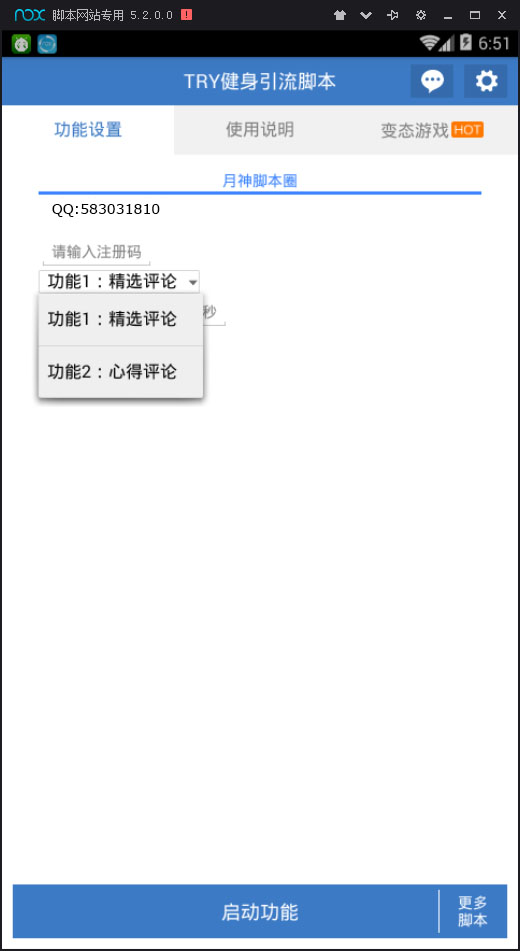 nox 脚本网站专用 5.2.0.0
6:51
TRY健身引流脚本
功能设置 使用说明 变态游戏 HOT
月神脚本圈
QQ:583031810
请输入注册码
功能1：精选评论
秒
功能1：精选评论
功能2：心得评论
启动功能
更多
脚本